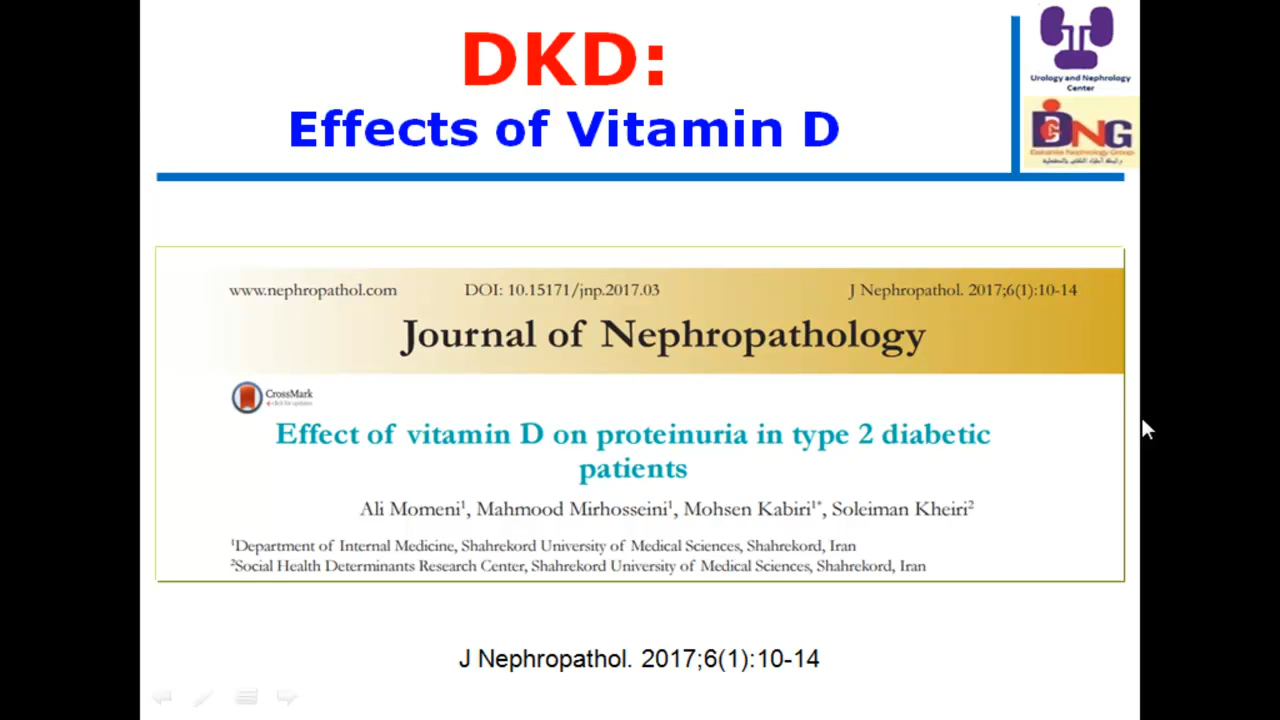 DKD:
Effects of Vitamin D
Urology and Nephrology
Center
DNG
www.nephropathol.com DOI: 10.15171/jnp.2017.03 J Nephropathol. 2017;6(1):10-14
Journal of Nephropathology
CrossMark
Effect of vitamin D on proteinuria in type 2 diabetic
patients
Ali Momeni¹, Mahmood Mirhosseini¹, Mohsen Kabiri¹*, Soleiman Kheiri²
¹Department of Internal Medicine, Shahrekord University of Medical Sciences, Shahrekord, Iran
²Social Health Determinants Research Center, Shahrekord University of Medical Sciences, Shahrekord, Iran
J Nephropathol. 2017;6(1):10-14